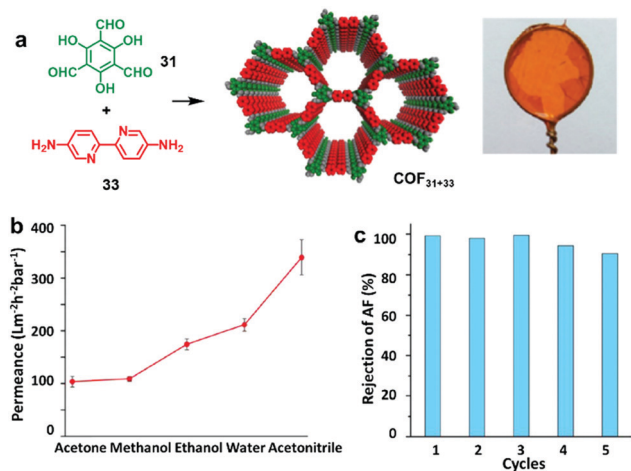 a
CHO
HO
OH
OHC
CHO
OH
31
+
H₂N
N
N
NH₂
33
COF₃₁₊₃₃
b
Permeance (Lm⁻²h⁻²bar⁻¹)
400
300
200
100
0
Acetone Methanol Ethanol Water Acetonitrile
c
Rejection of AF (%)
100
80
60
40
20
0
1 2 3 4 5
Cycles